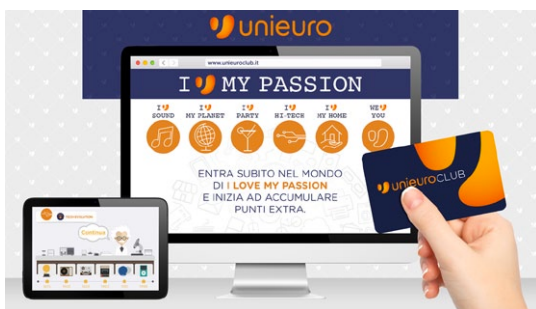 unieuro
www.unieuroclub.it
I MY PASSION
I
SOUND
I
MY PLANET
I
PARTY
I
HI-TECH
I
MY HOME
WE
YOU
ENTRA SUBITO NEL MONDO
DI I LOVE MY PASSION
E INIZIA AD ACCUMULARE
PUNTI EXTRA.
unieuroCLUB
Continua